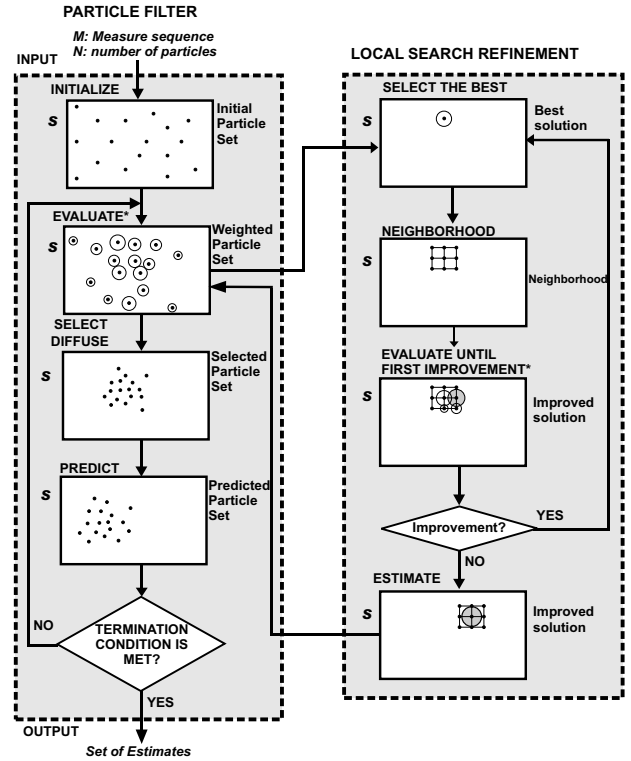 PARTICLE FILTER
M: Measure sequence
N: number of particles
INPUT
INITIALIZE
S
Initial
Particle
Set
EVALUATE*
S
Weighted
Particle
Set
SELECT
DIFFUSE
S
Selected
Particle
Set
PREDICT
S
Predicted
Particle
Set
NO
TERMINATION
CONDITION IS
MET?
YES
OUTPUT
Set of Estimates
LOCAL SEARCH REFINEMENT
SELECT THE BEST
S
Best
solution
NEIGHBORHOOD
S
Neighborhood
EVALUATE UNTIL
FIRST IMPROVEMENT*
S
Improved
solution
Improvement?
YES
NO
ESTIMATE
S
Improved
solution